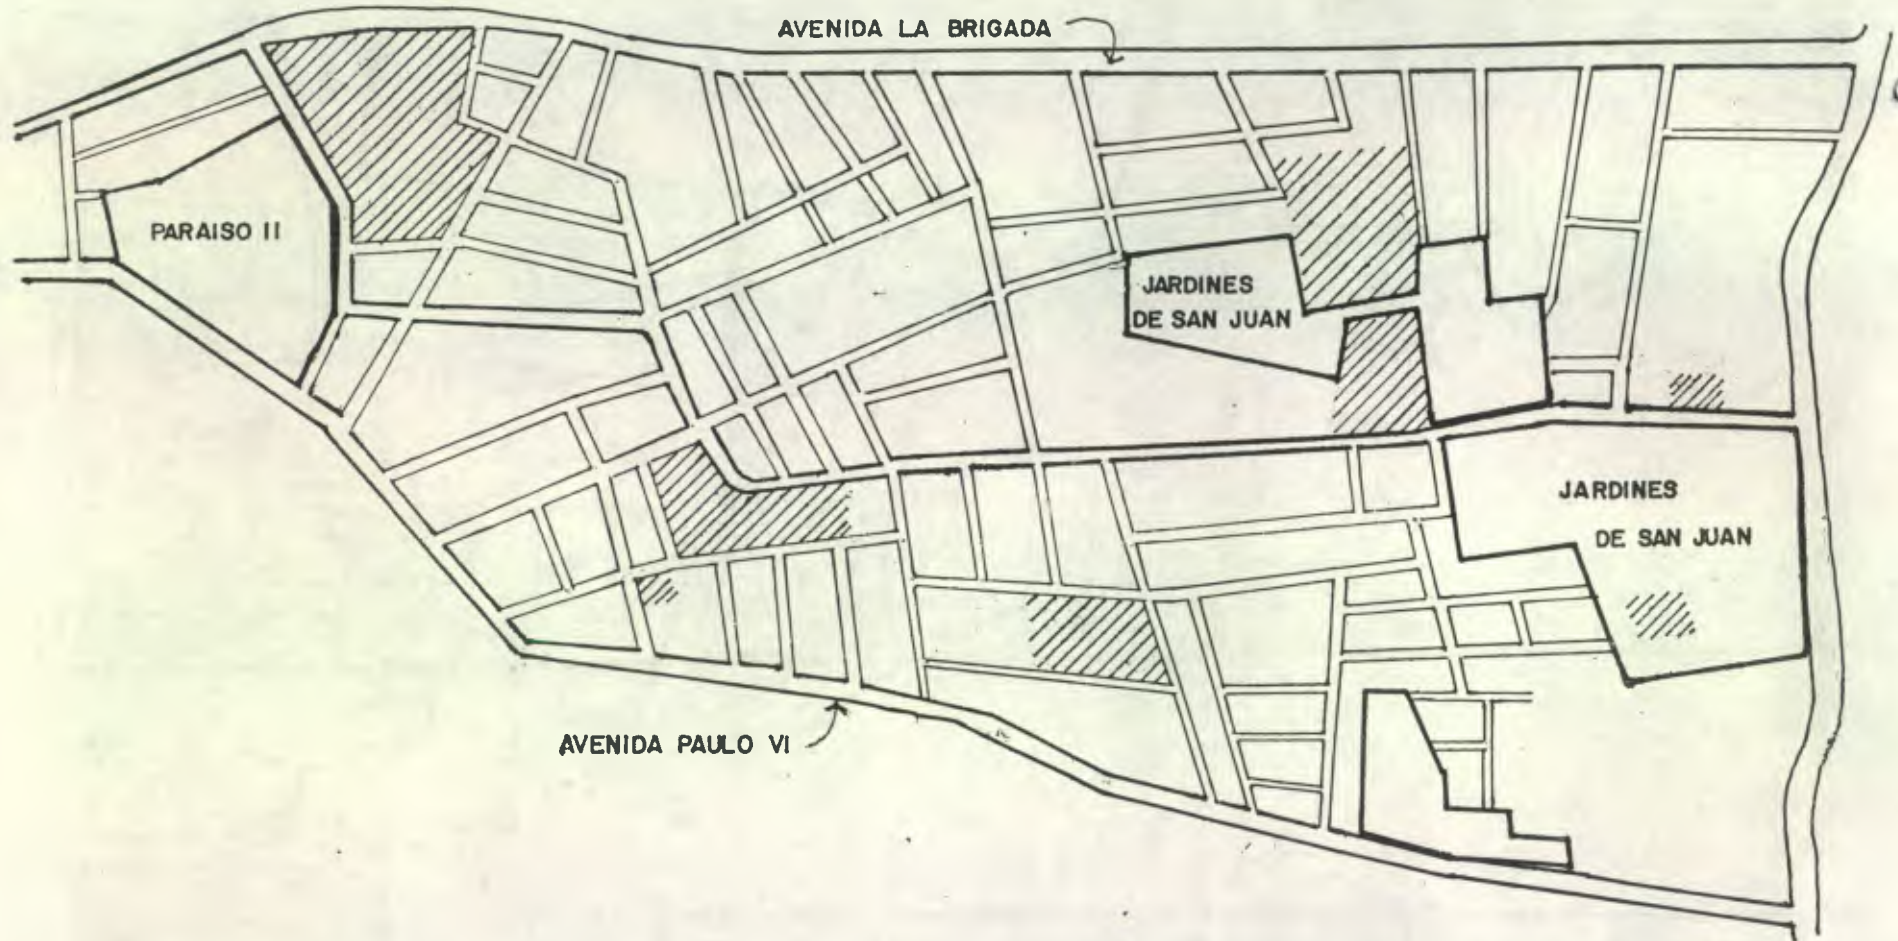 AVENIDA LA BRIGADA
PARAISO II
JARDINES
DE SAN JUAN
JARDINES
DE SAN JUAN
AVENIDA PAULO VI